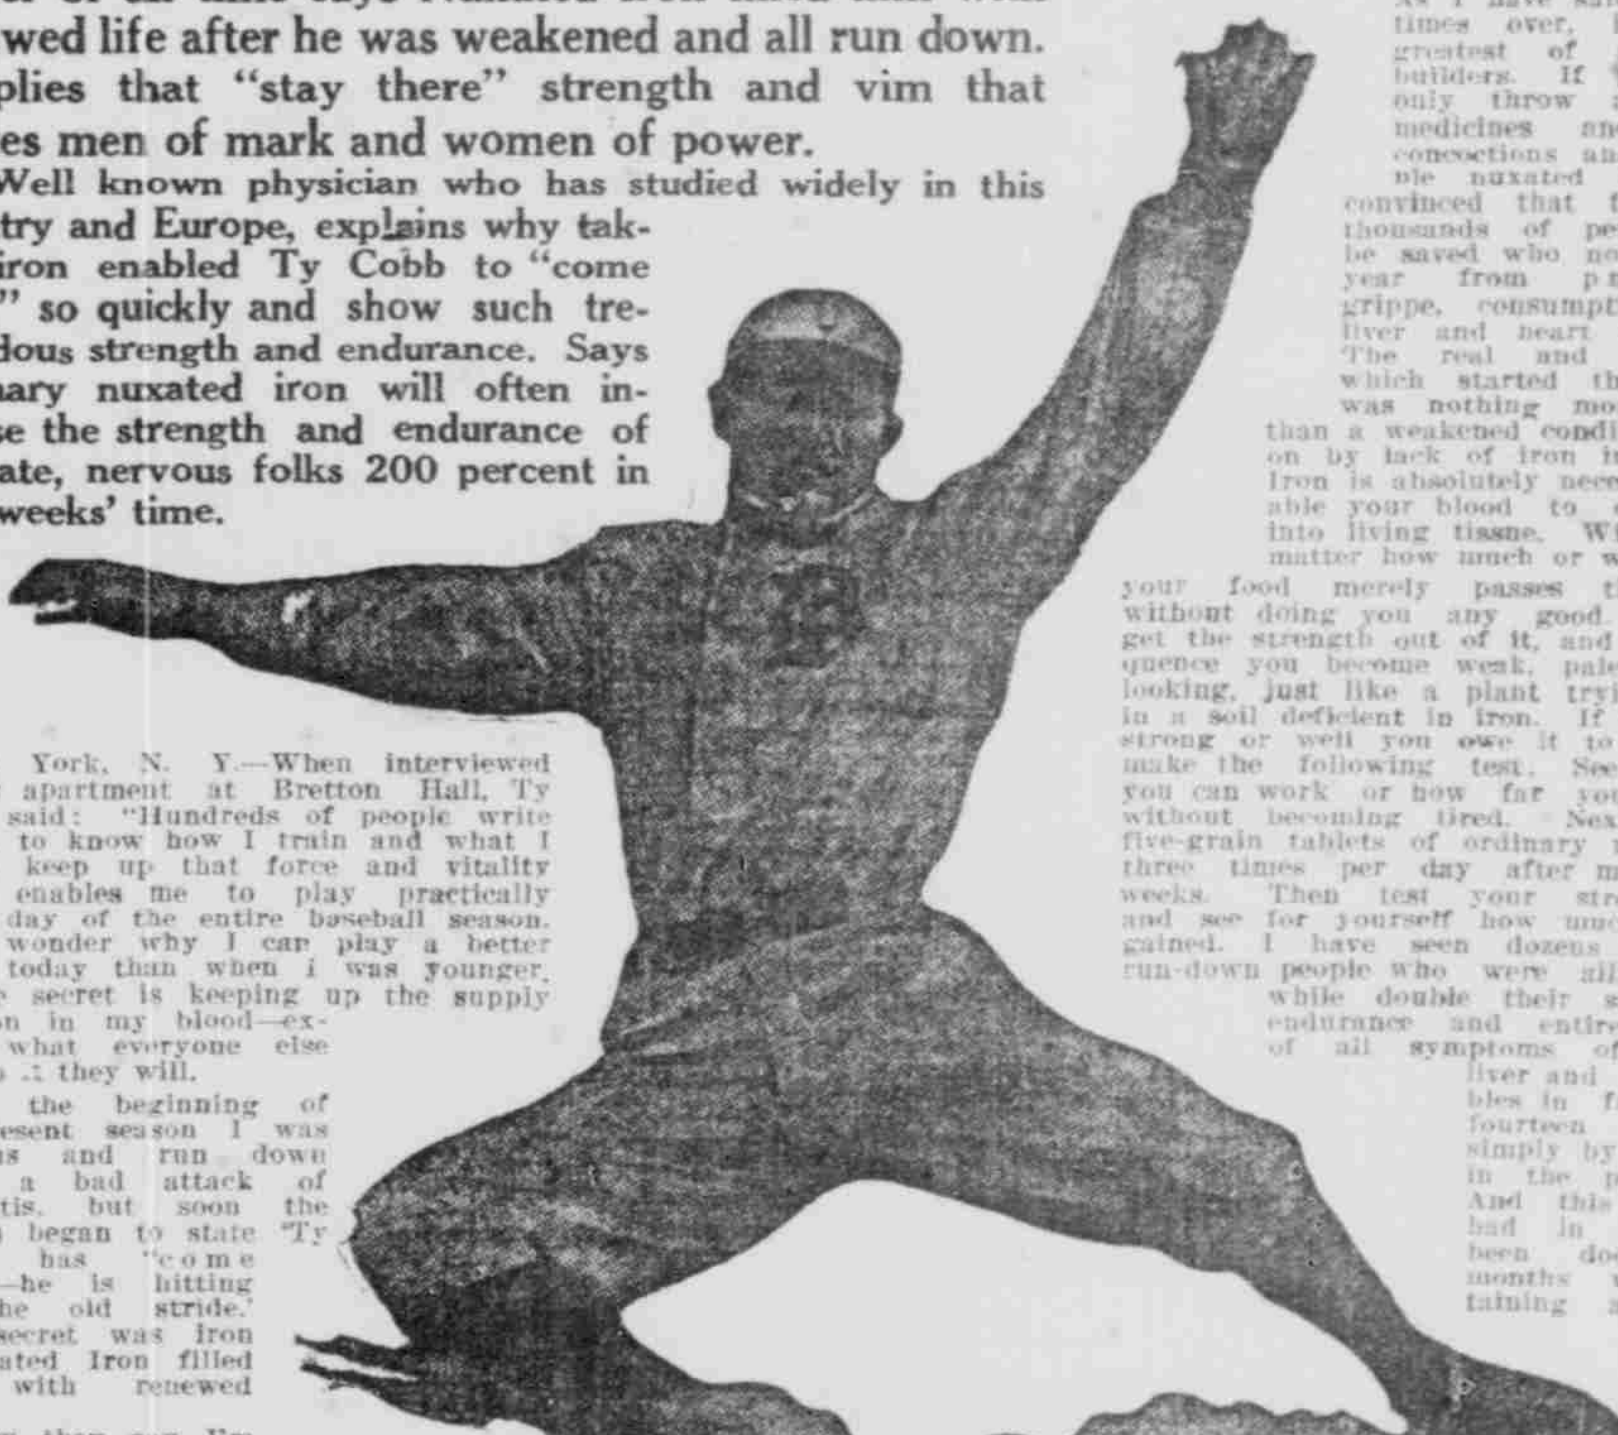 wed life after he was weakened and all run down.
plies that "stay there" strength and vim that
es men of mark and women of power.
Well known physician who has studied widely in this
try and Europe, explains why tak-
iron enabled Ty Cobb to "come
" so quickly and show such tre-
dous strength and endurance. Says
nary nuxated iron will often in-
se the strength and endurance of
ate, nervous folks 200 percent in
weeks' time.
York, N. Y.—When interviewed
apartment at Bretton Hall, Ty
said: "Hundreds of people write
to know how I train and what I
keep up that force and vitality
enables me to play practically
day of the entire baseball season.
wonder why I can play a better
today than when i was younger.
secret is keeping up the supply
on in my blood—ex-
what everyone else
they will.
the beginning of
esent season I was
us and run down
a bad attack of
tis. but soon the
began to state 'Ty
has "come
—he is hitting
he old stride.'
secret was iron
ated Iron filled
with renewed
times over,
greatest of
builders. If
only throw
medicines an
concoctions an
ple nuxated
convinced that t
thousands of pe
be saved who no
year from
grippe, consumpt
liver and heart
The real and
which started th
was nothing mo
than a weakened condi
on by lack of iron i
Iron is absolutely nece
able your blood to
into living tissue. Wi
matter how much or w
your food merely passes t
without doing you any good.
get the strength out of it, and
quence you become weak, pale
looking, just like a plant try
in a soil deficient in iron. If
strong or well you owe it to
make the following test. See
you can work or how far yo
without becoming tired. Nex
five-grain tablets of ordinary
three times per day after m
weeks. Then test your str
and see for yourself how muc
gained. I have seen dozens
run-down people who were all
while double their s
endurance and entire
of all symptoms of
liver and
bles in f
fourteen
simply by
in the p
And this
had in
been do
months
taining